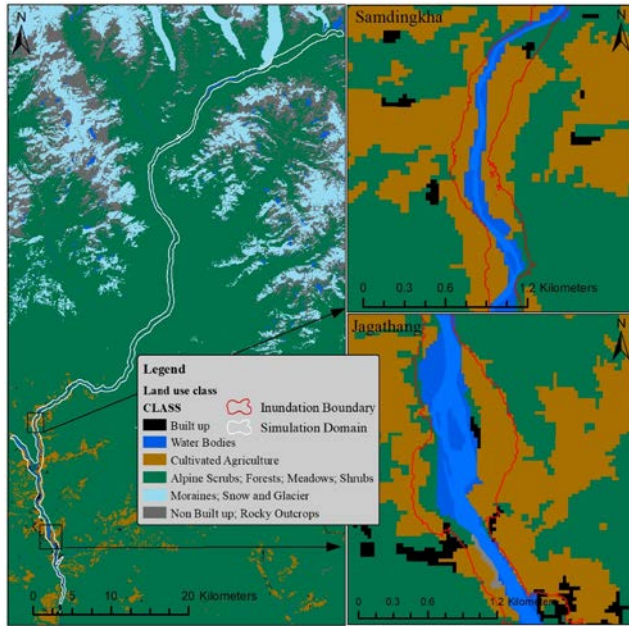 N
Samdingkha
N
0 0.3 0.6 1.2 Kilometers
Jagathang
N
Legend
Land use class
CLASS
Built up
Water Bodies
Cultivated Agriculture
Alpine Scrubs; Forests; Meadows; Shrubs
Moraines; Snow and Glacier
Non Built up; Rocky Outcrops
Inundation Boundary
Simulation Domain
0 5 10 20 Kilometers
0 0.3 0.6 1.2 Kilometers